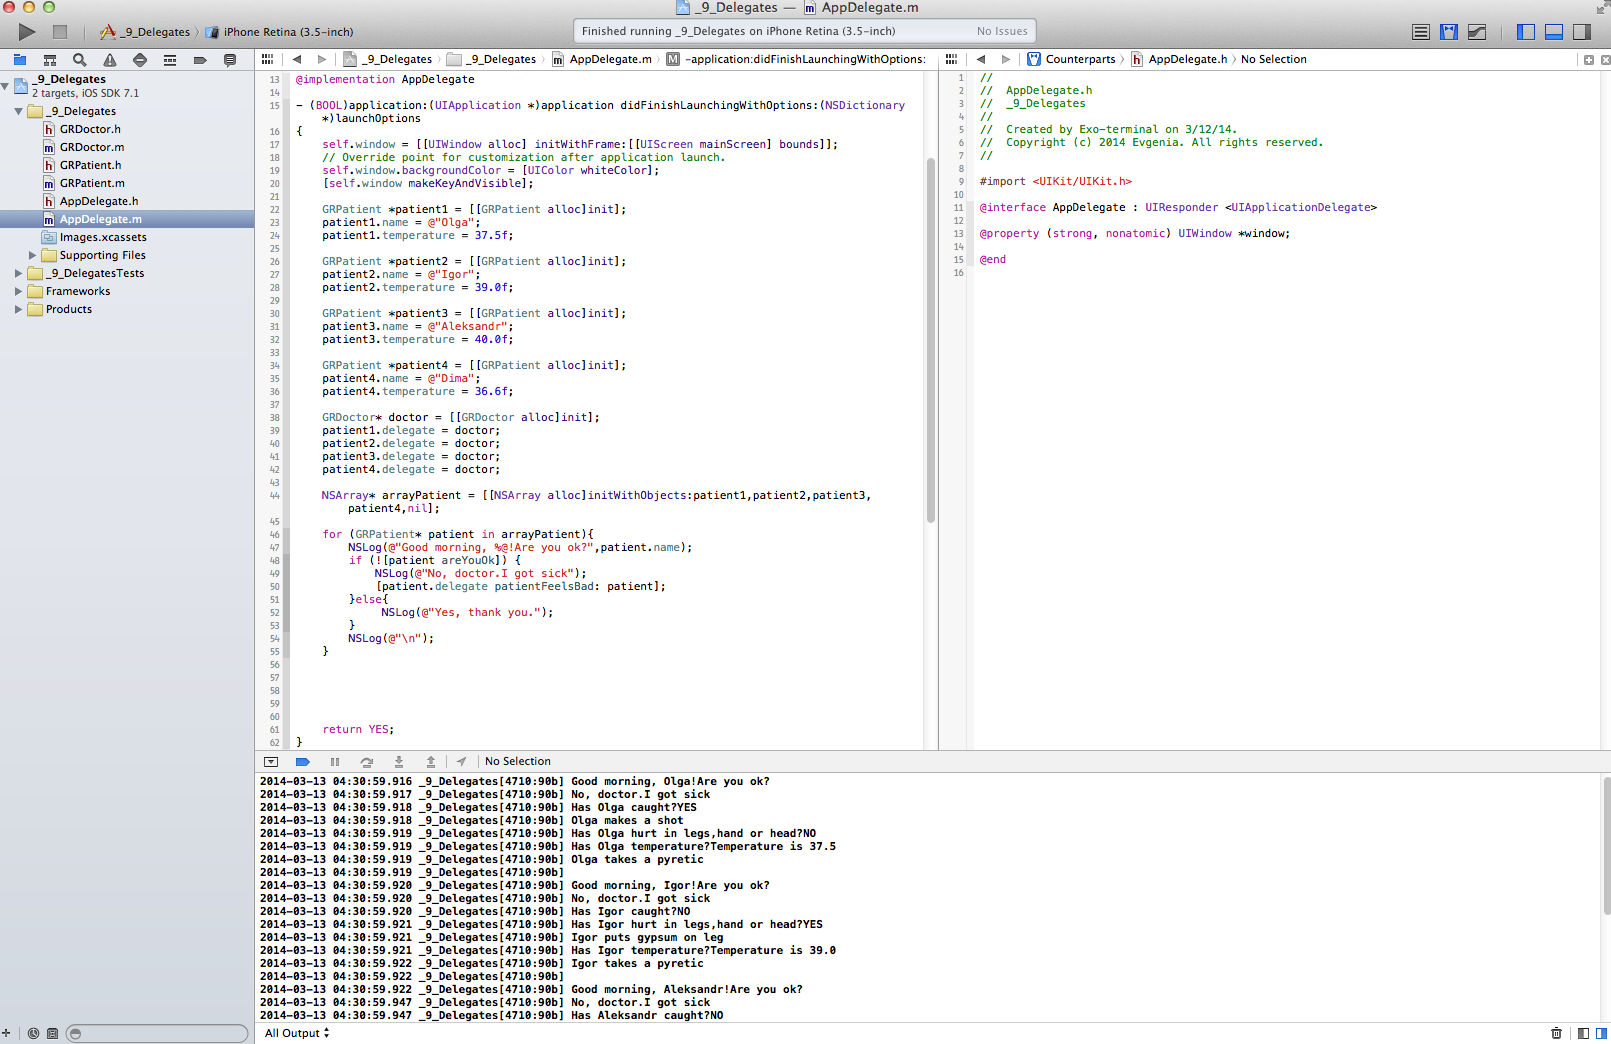 _9_Delegates — AppDelegate.m
_9_Delegates 〉 iPhone Retina (3.5-inch)
Finished running _9_Delegates on iPhone Retina (3.5-inch) No Issues
_9_Delegates 〉 _9_Delegates 〉 AppDelegate.m 〉 M -application:didFinishLaunchingWithOptions:
Counterparts 〉 AppDelegate.h 〉 No Selection
_9_Delegates
2 targets, iOS SDK 7.1
_9_Delegates
h GRDoctor.h
m GRDoctor.m
h GRPatient.h
m GRPatient.m
h AppDelegate.h
m AppDelegate.m
Images.xcassets
Supporting Files
_9_DelegatesTests
Frameworks
Products
13 @implementation AppDelegate
14
15 - (BOOL)application:(UIApplication *)application didFinishLaunchingWithOptions:(NSDictionary
*)launchOptions
16 {
17 self.window = [[UIWindow alloc] initWithFrame:[[UIScreen mainScreen] bounds]];
18 // Override point for customization after application launch.
19 self.window.backgroundColor = [UIColor whiteColor];
20 [self.window makeKeyAndVisible];
21
22 GRPatient *patient1 = [[GRPatient alloc]init];
23 patient1.name = @"Olga";
24 patient1.temperature = 37.5f;
25
26 GRPatient *patient2 = [[GRPatient alloc]init];
27 patient2.name = @"Igor";
28 patient2.temperature = 39.0f;
29
30 GRPatient *patient3 = [[GRPatient alloc]init];
31 patient3.name = @"Aleksandr";
32 patient3.temperature = 40.0f;
33
34 GRPatient *patient4 = [[GRPatient alloc]init];
35 patient4.name = @"Dima";
36 patient4.temperature = 36.6f;
37
38 GRDoctor* doctor = [[GRDoctor alloc]init];
39 patient1.delegate = doctor;
40 patient2.delegate = doctor;
41 patient3.delegate = doctor;
42 patient4.delegate = doctor;
43
44 NSArray* arrayPatient = [[NSArray alloc]initWithObjects:patient1,patient2,patient3,
patient4,nil];
45
46 for (GRPatient* patient in arrayPatient){
47 NSLog(@"Good morning, %@!Are you ok?",patient.name);
48 if (![patient areYouOk]) {
49 NSLog(@"No, doctor.I got sick");
50 [patient.delegate patientFeelsBad: patient];
51 }else{
52 NSLog(@"Yes, thank you.");
53 }
54 NSLog(@"\n");
55 }
56
57
58
59
60
61 return YES;
62 }
1 //
2 // AppDelegate.h
3 // _9_Delegates
4 //
5 // Created by Exo-terminal on 3/12/14.
6 // Copyright (c) 2014 Evgenia. All rights reserved.
7 //
8
9 #import <UIKit/UIKit.h>
10
11 @interface AppDelegate : UIResponder <UIApplicationDelegate>
12
13 @property (strong, nonatomic) UIWindow *window;
14
15 @end
16
No Selection
2014-03-13 04:30:59.916 _9_Delegates[4710:90b] Good morning, Olga!Are you ok?
2014-03-13 04:30:59.917 _9_Delegates[4710:90b] No, doctor.I got sick
2014-03-13 04:30:59.918 _9_Delegates[4710:90b] Has Olga caught?YES
2014-03-13 04:30:59.918 _9_Delegates[4710:90b] Olga makes a shot
2014-03-13 04:30:59.919 _9_Delegates[4710:90b] Has Olga hurt in legs,hand or head?NO
2014-03-13 04:30:59.919 _9_Delegates[4710:90b] Has Olga temperature?Temperature is 37.5
2014-03-13 04:30:59.919 _9_Delegates[4710:90b] Olga takes a pyretic
2014-03-13 04:30:59.919 _9_Delegates[4710:90b]
2014-03-13 04:30:59.920 _9_Delegates[4710:90b] Good morning, Igor!Are you ok?
2014-03-13 04:30:59.920 _9_Delegates[4710:90b] No, doctor.I got sick
2014-03-13 04:30:59.920 _9_Delegates[4710:90b] Has Igor caught?NO
2014-03-13 04:30:59.921 _9_Delegates[4710:90b] Has Igor hurt in legs,hand or head?YES
2014-03-13 04:30:59.921 _9_Delegates[4710:90b] Igor puts gypsum on leg
2014-03-13 04:30:59.921 _9_Delegates[4710:90b] Has Igor temperature?Temperature is 39.0
2014-03-13 04:30:59.922 _9_Delegates[4710:90b] Igor takes a pyretic
2014-03-13 04:30:59.922 _9_Delegates[4710:90b]
2014-03-13 04:30:59.922 _9_Delegates[4710:90b] Good morning, Aleksandr!Are you ok?
2014-03-13 04:30:59.947 _9_Delegates[4710:90b] No, doctor.I got sick
2014-03-13 04:30:59.947 _9_Delegates[4710:90b] Has Aleksandr caught?NO
All Output